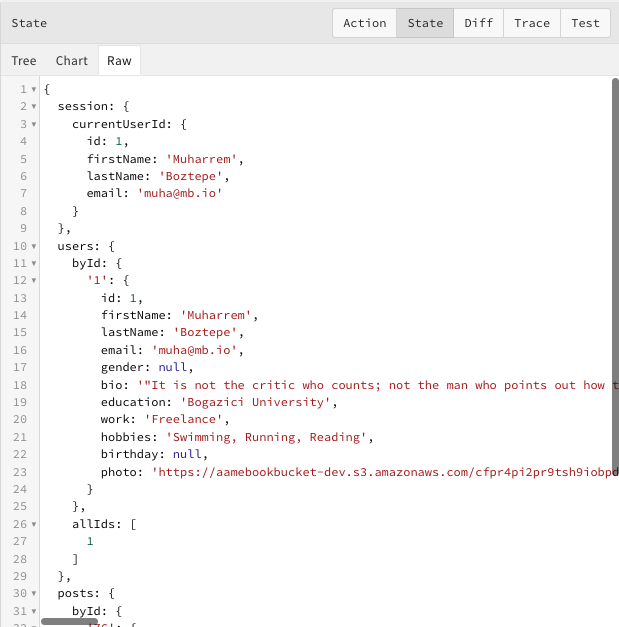 State Action State Diff Trace Test
Tree Chart Raw
1 {
2 session: {
3 currentUserId: {
4 id: 1,
5 firstName: 'Muharrem',
6 lastName: 'Boztepe',
7 email: 'muha@mb.io'
8 }
9 },
10 users: {
11 byId: {
12 '1': {
13 id: 1,
14 firstName: 'Muharrem',
15 lastName: 'Boztepe',
16 email: 'muha@mb.io',
17 gender: null,
18 bio: '"It is not the critic who counts; not the man who points out how t
19 education: 'Bogazici University',
20 work: 'Freelance',
21 hobbies: 'Swimming, Running, Reading',
22 birthday: null,
23 photo: 'https://aamebookbucket-dev.s3.amazonaws.com/cfpr4pi2pr9tsh9iobpd
24 }
25 },
26 allIds: [
27 1
28 ]
29 },
30 posts: {
31 byId: {